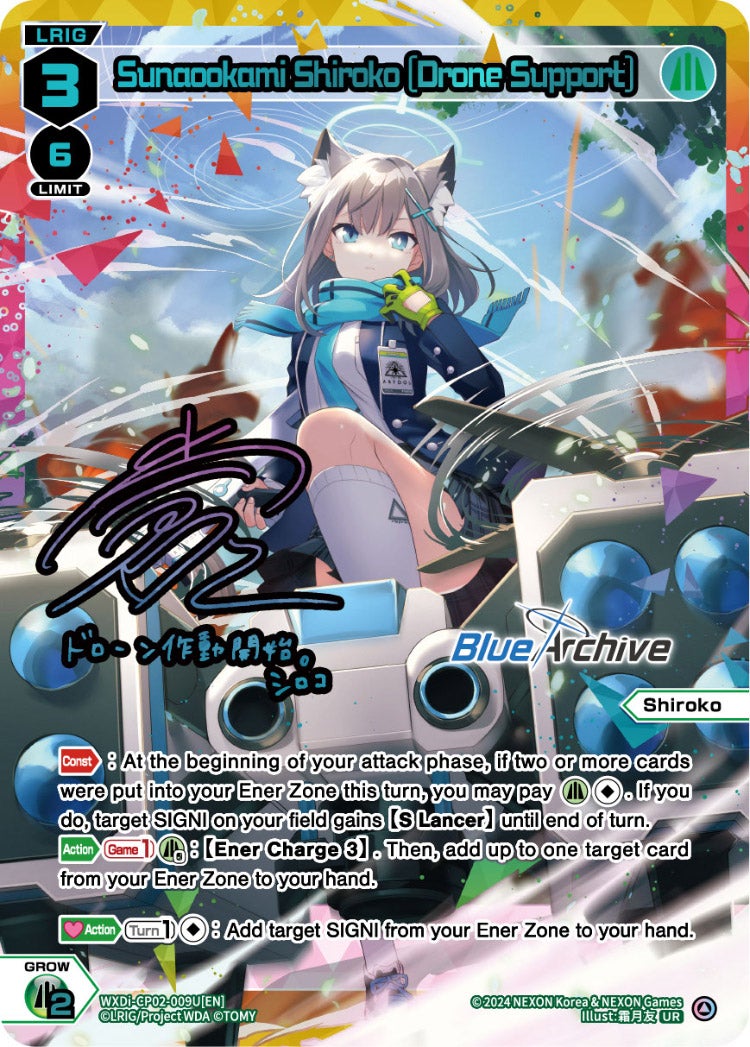 LRIG
3
Sunaookami Shiroko (Drone Support)
6
LIMIT
ABYDOS
ドローン作動開始。
シロコ
Blue Archive
Shiroko
Const : At the beginning of your attack phase, if two or more cards
were put into your Ener Zone this turn, you may pay . If you
do, target SIGNI on your field gains 【S Lancer】 until end of turn.
Action Game 1 0 : 【Ener Charge 3】. Then, add up to one target card
from your Ener Zone to your hand.
Action Turn 1 : Add target SIGNI from your Ener Zone to your hand.
GROW
2
WXDi-CP02-009U[EN]
©LRIG/Project WDA ©TOMY
©2024 NEXON Korea & NEXON Games
Illust:霜月友 UR